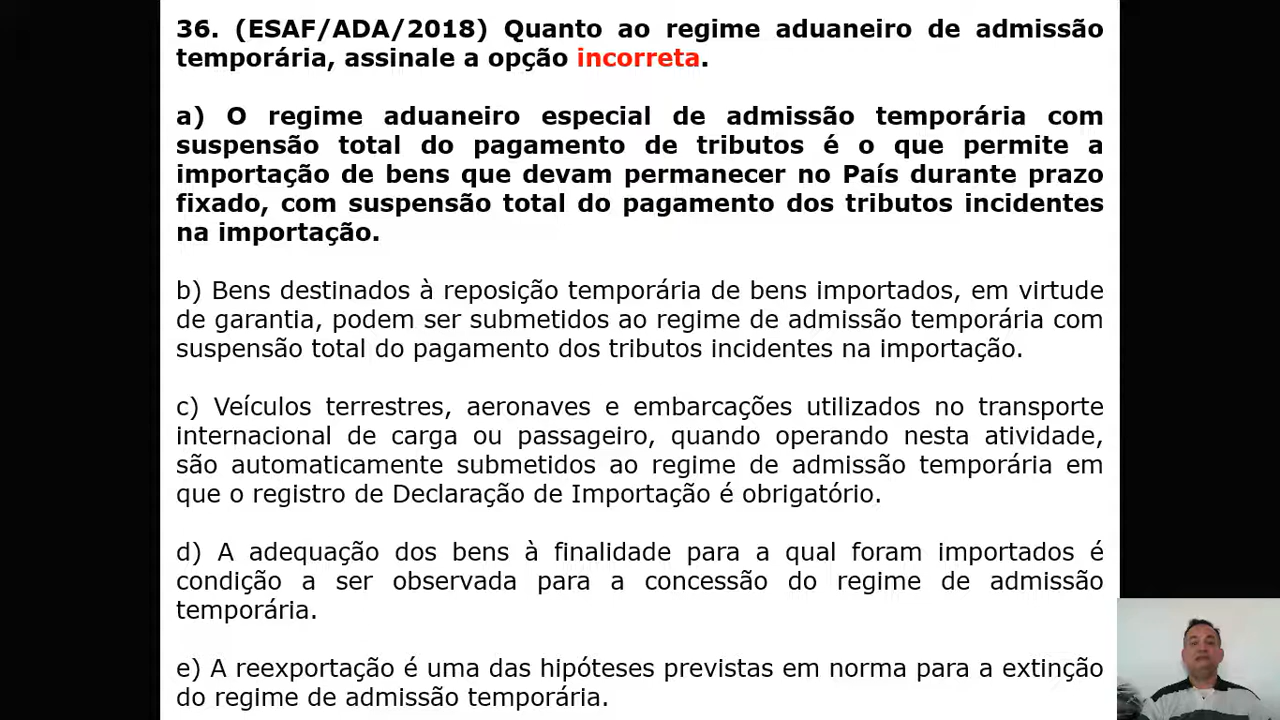 36. (ESAF/ADA/2018) Quanto ao regime aduaneiro de admissão
temporária, assinale a opção incorreta.
a) O regime aduaneiro especial de admissão temporária com
suspensão total do pagamento de tributos é o que permite a
importação de bens que devam permanecer no País durante prazo
fixado, com suspensão total do pagamento dos tributos incidentes
na importação.
b) Bens destinados à reposição temporária de bens importados, em virtude
de garantia, podem ser submetidos ao regime de admissão temporária com
suspensão total do pagamento dos tributos incidentes na importação.
c) Veículos terrestres, aeronaves e embarcações utilizados no transporte
internacional de carga ou passageiro, quando operando nesta atividade,
são automaticamente submetidos ao regime de admissão temporária em
que o registro de Declaração de Importação é obrigatório.
d) A adequação dos bens à finalidade para a qual foram importados é
condição a ser observada para a concessão do regime de admissão
temporária.
e) A reexportação é uma das hipóteses previstas em norma para a extinção
do regime de admissão temporária.